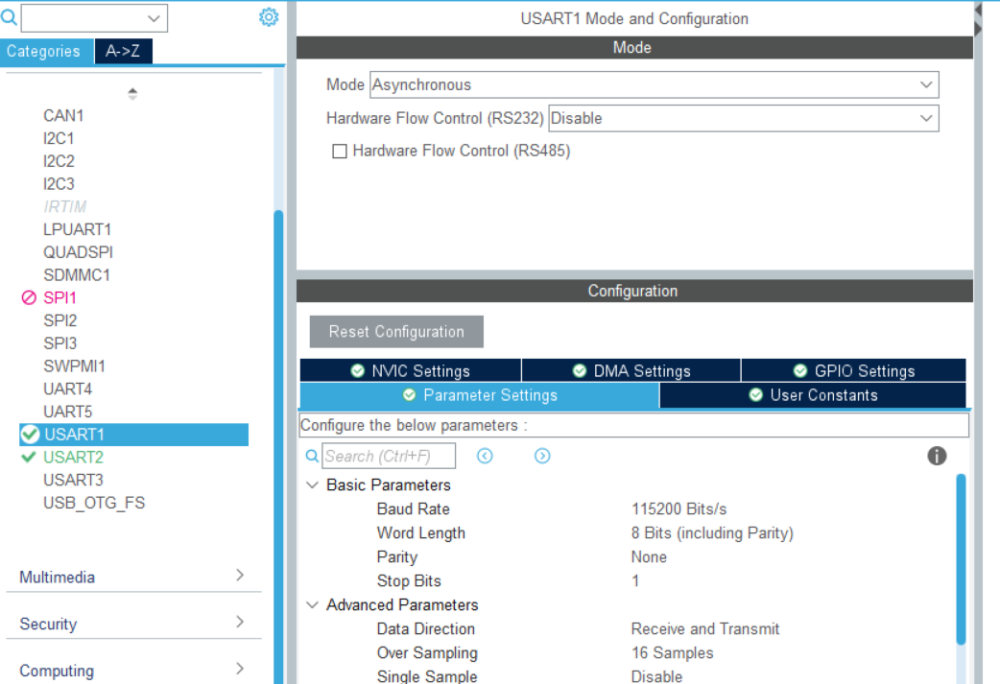 Categories
A->Z
CAN1
I2C1
I2C2
I2C3
IRTIM
LPUART1
QUADSPI
SDMMC1
SPI1
SPI2
SPI3
SWPMI1
UART4
UART5
USART1
USART2
USART3
USB_OTG_FS
Multimedia
Security
Computing
USART1 Mode and Configuration
Mode
Mode Asynchronous
Hardware Flow Control (RS232) Disable
Hardware Flow Control (RS485)
Configuration
Reset Configuration
NVIC Settings
DMA Settings
GPIO Settings
Parameter Settings
User Constants
Configure the below parameters :
Search (Ctrl+F)
Basic Parameters
Baud Rate 115200 Bits/s
Word Length 8 Bits (including Parity)
Parity None
Stop Bits 1
Advanced Parameters
Data Direction Receive and Transmit
Over Sampling 16 Samples
Single Sample Disable